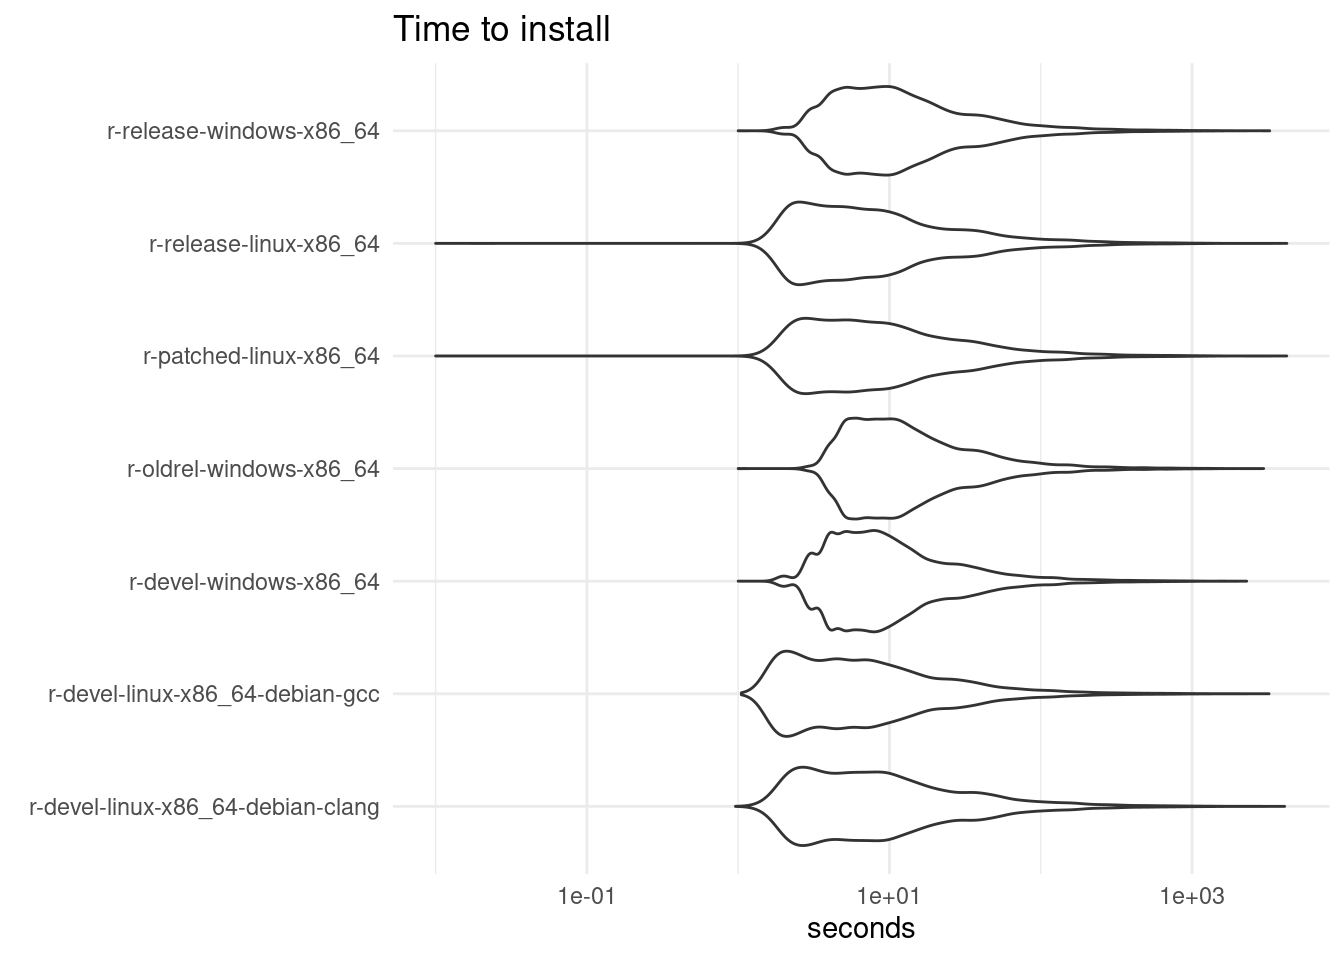 Time to install
r-release-windows-x86_64
r-release-linux-x86_64
r-patched-linux-x86_64
r-oldrel-windows-x86_64
r-devel-windows-x86_64
r-devel-linux-x86_64-debian-gcc
r-devel-linux-x86_64-debian-clang
1e-01 1e+01 1e+03
seconds